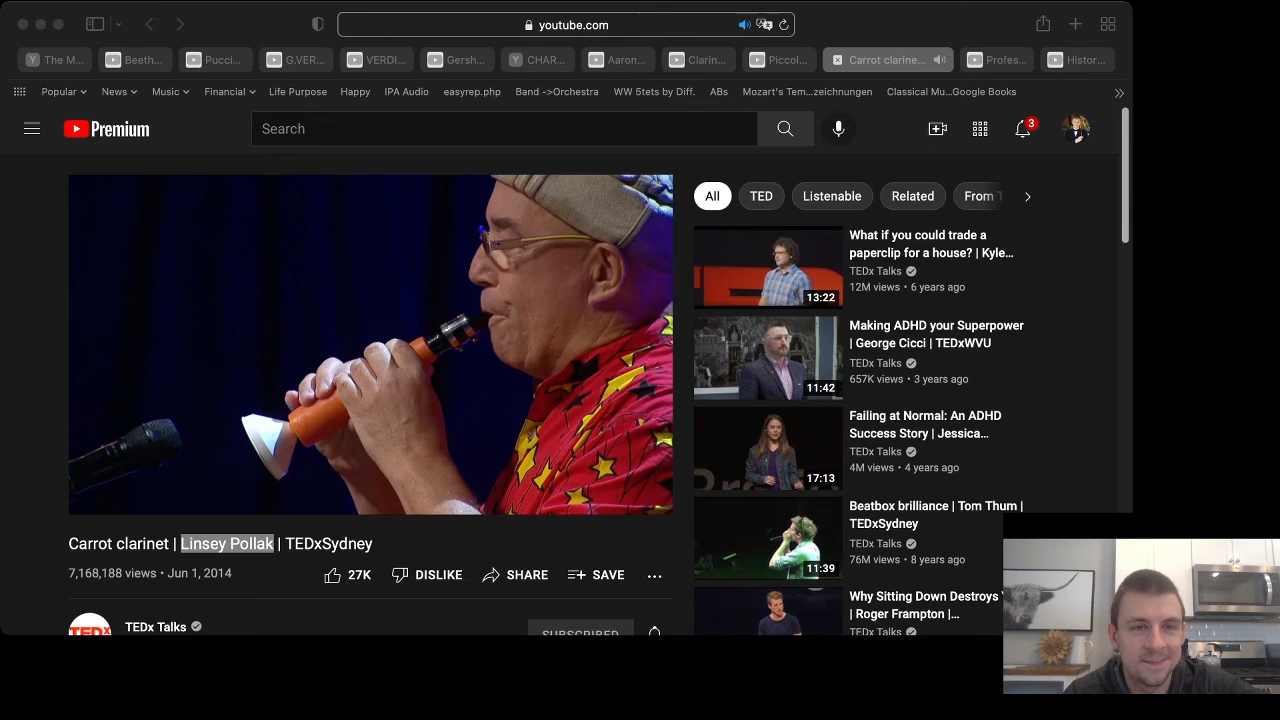 youtube.com
The M...
Beeth...
Pucci...
G.VER...
VERDI...
Gersh...
CHAR...
Aaron...
Clarin...
Piccol...
Carrot clarine...
Profes...
Histor...
Popular
News
Music
Financial
Life Purpose
Happy
IPA Audio
easyrep.php
Band ->Orchestra
WW 5tets by Diff.
ABs
Mozart's Tem...zeichnungen
Classical Mu...Google Books
Premium
Search
3
All
TED
Listenable
Related
From T
What if you could trade a
paperclip for a house? | Kyle...
TEDx Talks
12M views • 6 years ago
13:22
Making ADHD your Superpower
| George Cicci | TEDxWVU
TEDx Talks
657K views • 3 years ago
11:42
Failing at Normal: An ADHD
Success Story | Jessica...
TEDx Talks
4M views • 4 years ago
17:13
Beatbox brilliance | Tom Thum |
TEDxSydney
TEDx Talks
76M views • 8 years ago
11:39
Why Sitting Down Destroys
| Roger Frampton |...
TEDx Talks
Carrot clarinet | Linsey Pollak | TEDxSydney
7,168,188 views • Jun 1, 2014
27K
DISLIKE
SHARE
SAVE
TEDx
TEDx Talks
SUBSCRIBED